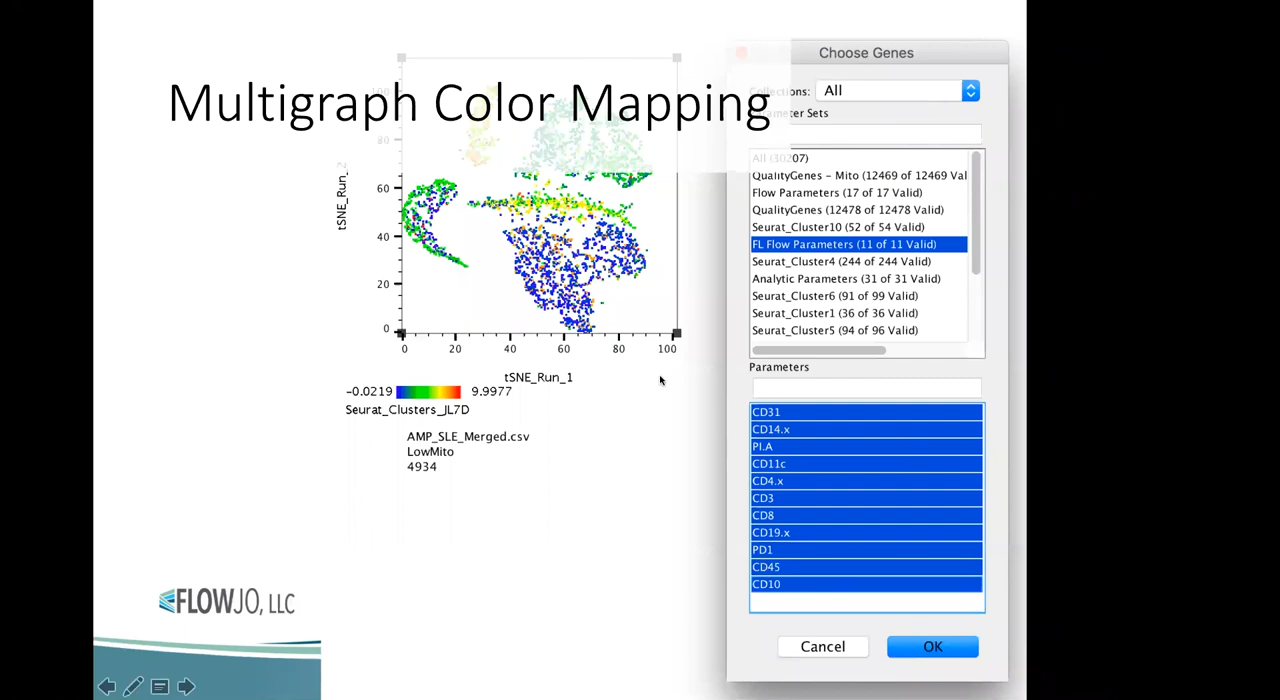 Multigraph Color Mapping
100
80
60
40
20
0
tSNE_Run_2
0 20 40 60 80 100
tSNE_Run_1
-0.0219 9.9977
Seurat_Clusters_JL7D
AMP_SLE_Merged.csv
LowMito
4934
FLOWJO, LLC
Choose Genes
Collections: All
Parameter Sets
All (30207)
QualityGenes - Mito (12469 of 12469 Val
Flow Parameters (17 of 17 Valid)
QualityGenes (12478 of 12478 Valid)
Seurat_Cluster10 (52 of 54 Valid)
FL Flow Parameters (11 of 11 Valid)
Seurat_Cluster4 (244 of 244 Valid)
Analytic Parameters (31 of 31 Valid)
Seurat_Cluster6 (91 of 99 Valid)
Seurat_Cluster1 (36 of 36 Valid)
Seurat_Cluster5 (94 of 96 Valid)
Parameters
CD31
CD14.x
PI.A
CD11c
CD4.x
CD3
CD8
CD19.x
PD1
CD45
CD10
Cancel OK